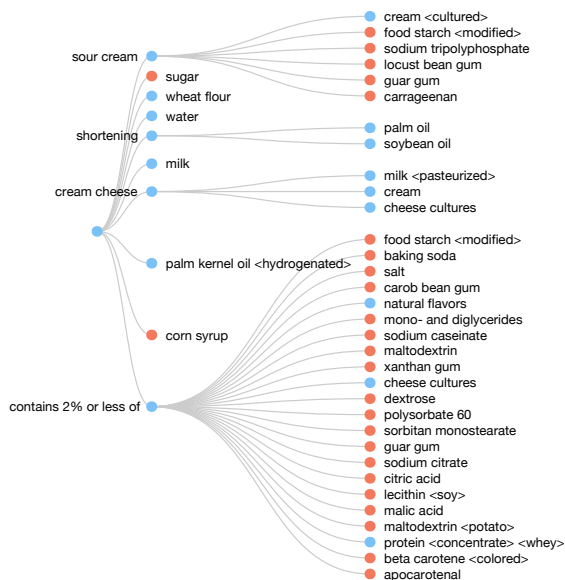 cream <cultured>
food starch <modified>
sour cream
sodium tripolyphosphate
locust bean gum
sugar
guar gum
wheat flour
carrageenan
water
palm oil
shortening
soybean oil
milk
milk <pasteurized>
cream cheese
cream
cheese cultures
food starch <modified>
baking soda
palm kernel oil <hydrogenated>
salt
carob bean gum
natural flavors
mono- and diglycerides
corn syrup
sodium caseinate
maltodextrin
xanthan gum
cheese cultures
dextrose
contains 2% or less of
polysorbate 60
sorbitan monostearate
guar gum
sodium citrate
citric acid
lecithin <soy>
malic acid
maltodextrin <potato>
protein <concentrate> <whey>
beta carotene <colored>
apocarotenal